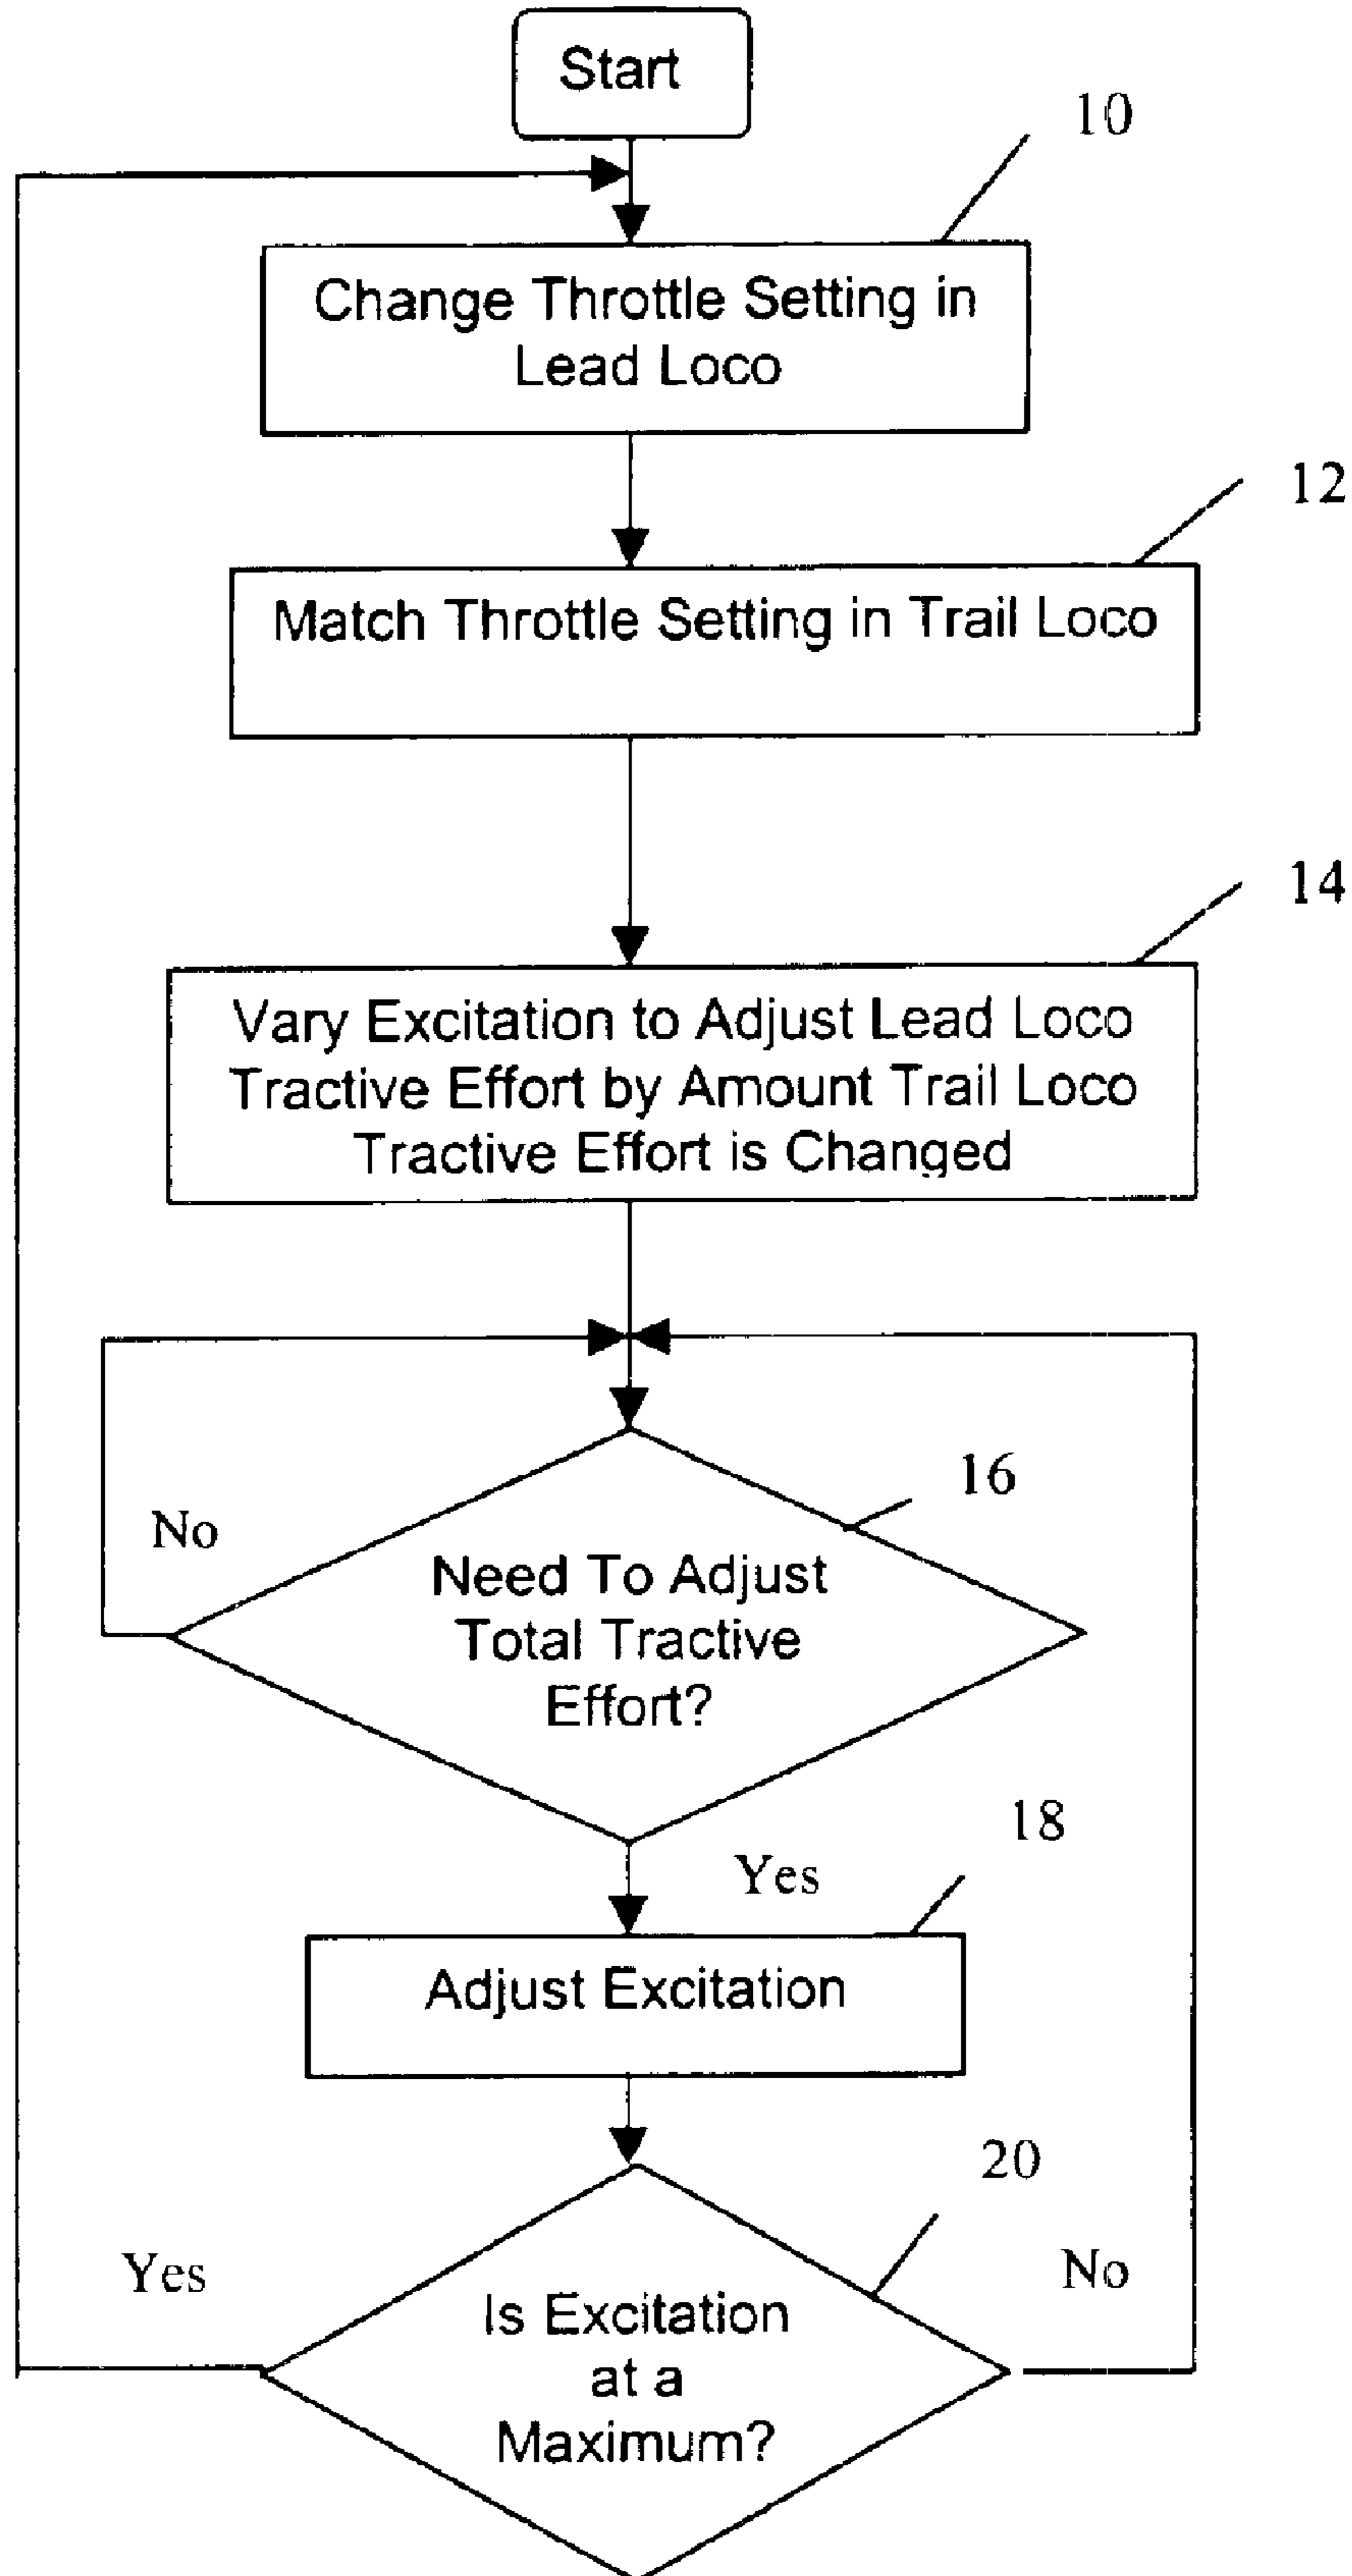 Start
10
Change Throttle Setting in
Lead Loco
12
Match Throttle Setting in Trail Loco
14
Vary Excitation to Adjust Lead Loco
Tractive Effort by Amount Trail Loco
Tractive Effort is Changed
16
No
Need To Adjust
Total Tractive
Effort?
18
Yes
Adjust Excitation
20
Yes
No
Is Excitation
at a
Maximum?